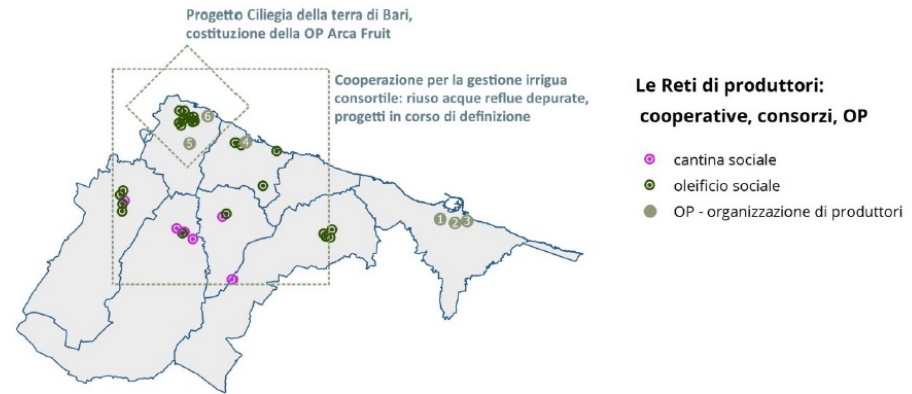 Progetto Ciliegia della terra di Bari,
costituzione della OP Arca Fruit
Cooperazione per la gestione irrigua
consortile: riuso acque reflue depurate,
progetti in corso di definizione
Le Reti di produttori:
cooperative, consorzi, OP
cantina sociale
oleificio sociale
OP - organizzazione di produttori
6
5
4
1
2
3